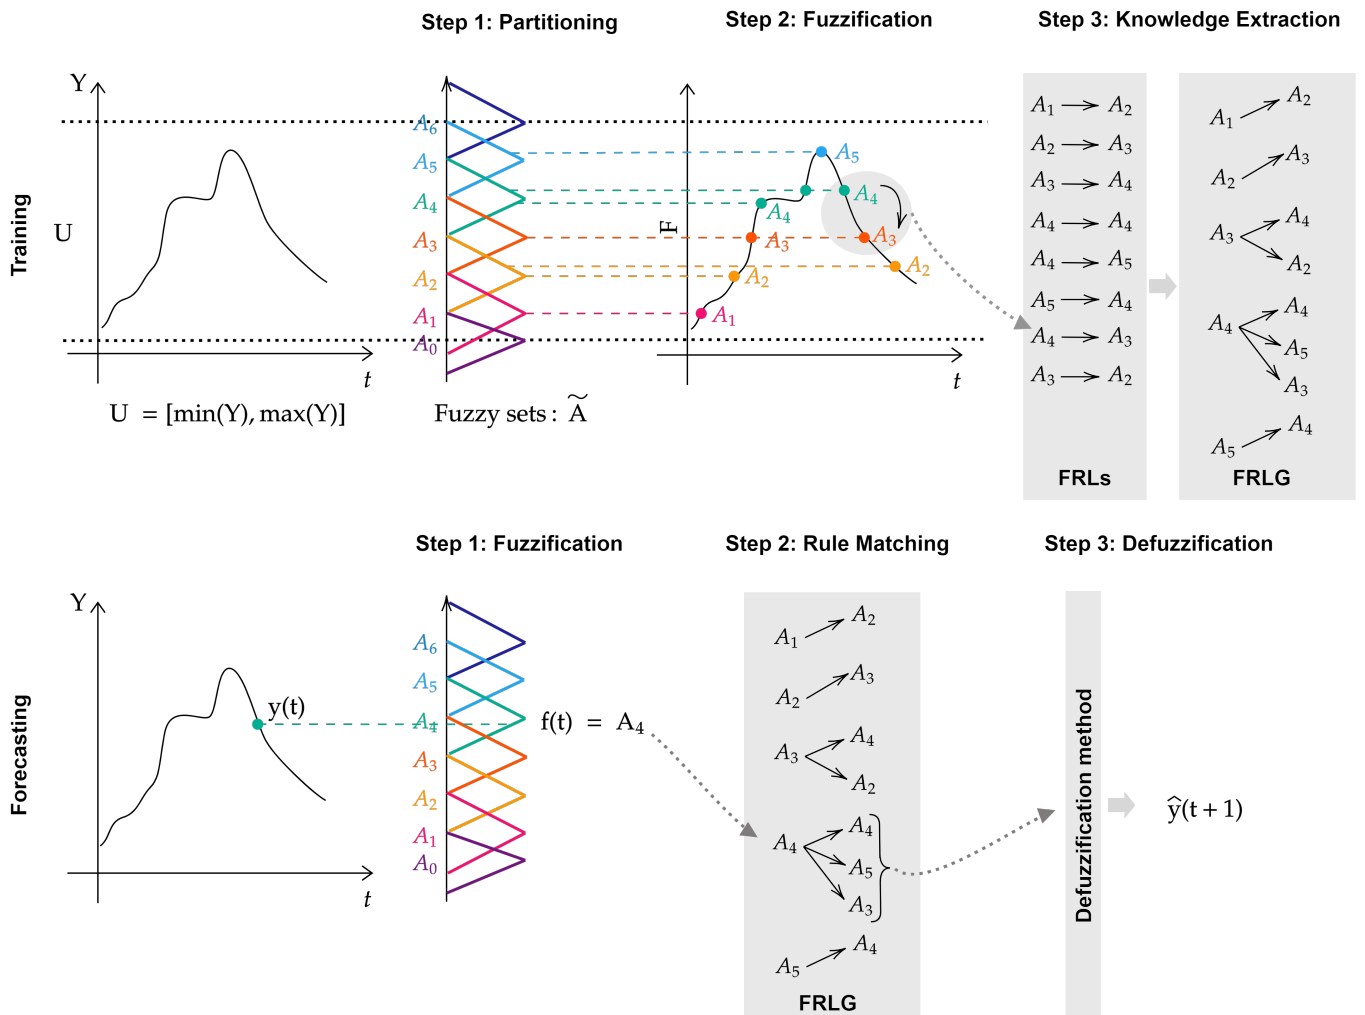 Step 1: Partitioning
Step 2: Fuzzification
Step 3: Knowledge Extraction
Training
Y
U
t
U = [min(Y), max(Y)]
A6
A5
A4
A3
A2
A1
A0
Fuzzy sets : Ã
F
A5
A4
A4
A3
A3
A2
A2
A1
t
A1 → A2
A2 → A3
A3 → A4
A4 → A4
A4 → A5
A5 → A4
A4 → A3
A3 → A2
FRLs
A1 → A2
A2 → A3
A3 → A4
A2
A4 → A4
A5
A3
A5 → A4
FRLG
Step 1: Fuzzification
Step 2: Rule Matching
Step 3: Defuzzification
Forecasting
Y
y(t)
t
A6
A5
A4
A3
A2
A1
A0
f(t) = A4
A1 → A2
A2 → A3
A3 → A4
A2
A4 → A4
A5
A3
A5 → A4
FRLG
Defuzzification method
ŷ(t + 1)